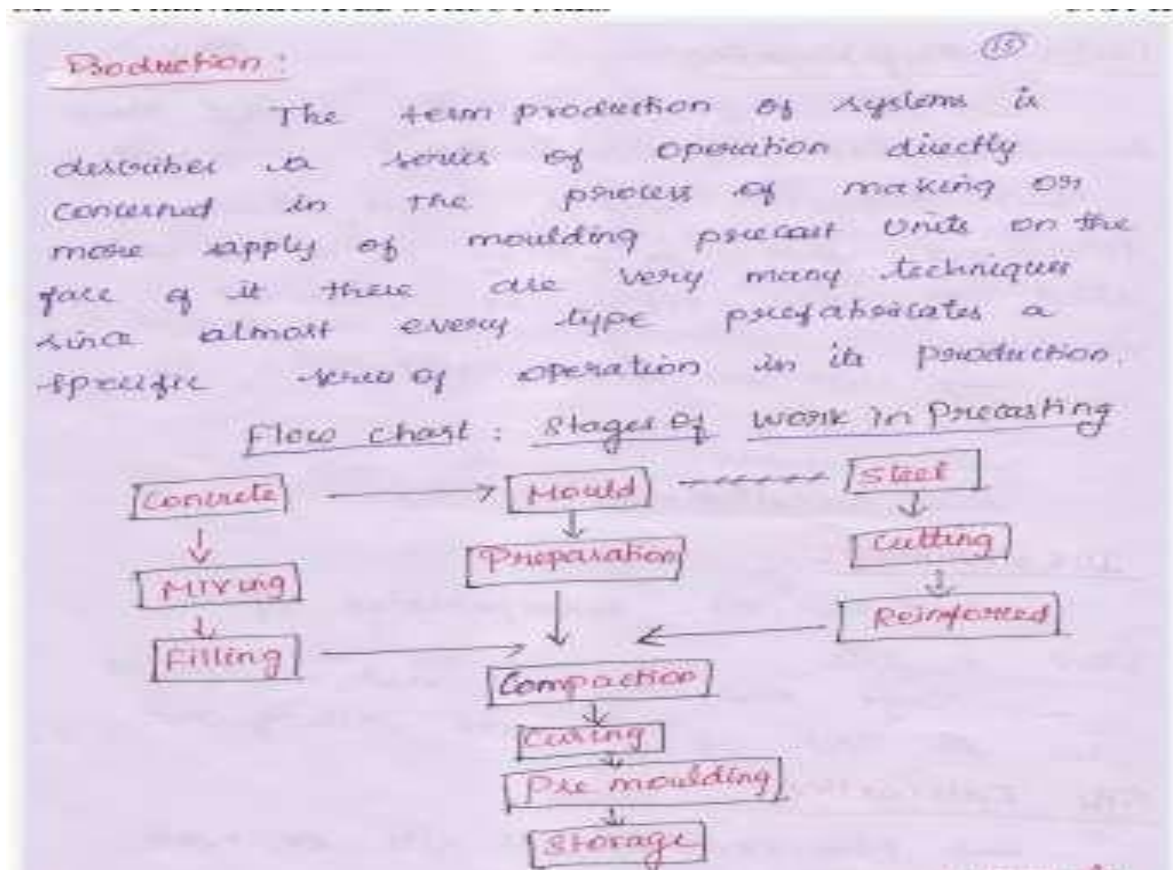 15
Production:
The term production of systems is
describes is series of operation directly
concerned in the process of making or
more apply of moulding precast units on the
face of it there are very many techniques
since almost every type prefabricates a
specific series of operation in its production.
Flow chart: Stages of work in Precasting
Concrete Mould Steel
Preparation Cutting
Mixing Reinforced
Filling
Compaction
Curing
Pre moulding
Storage